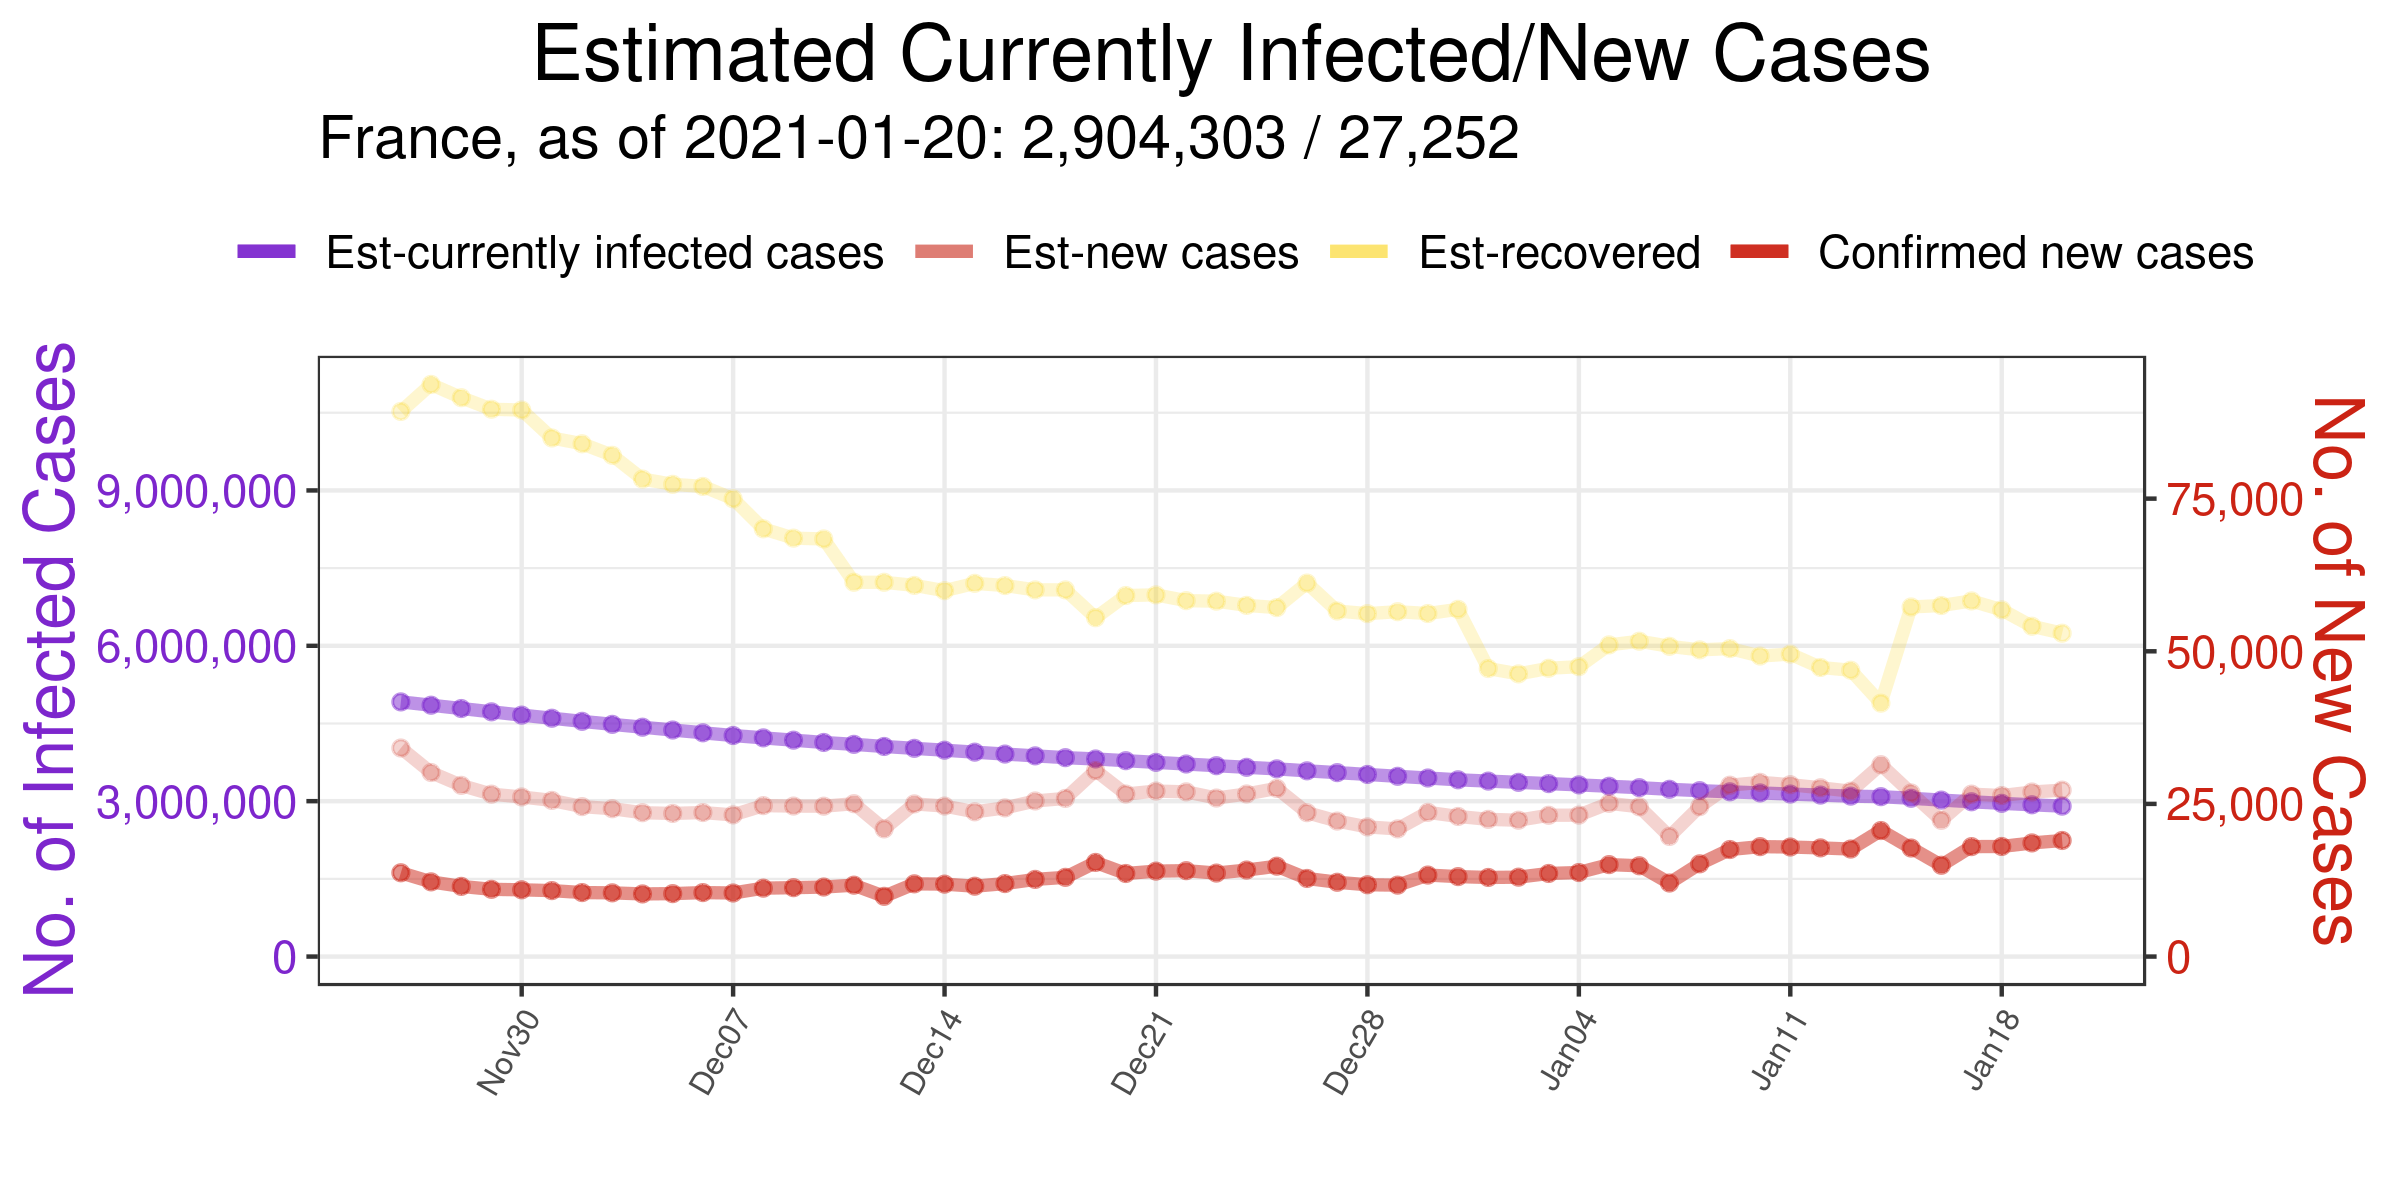 Estimated Currently Infected/New Cases
France, as of 2021-01-20: 2,904,303 / 27,252
Est-currently infected cases Est-new cases Est-recovered Confirmed new cases
No. of Infected Cases
9,000,000
6,000,000
3,000,000
0
75,000
50,000
25,000
0
No. of New Cases
Nov30 Dec07 Dec14 Dec21 Dec28 Jan04 Jan11 Jan18